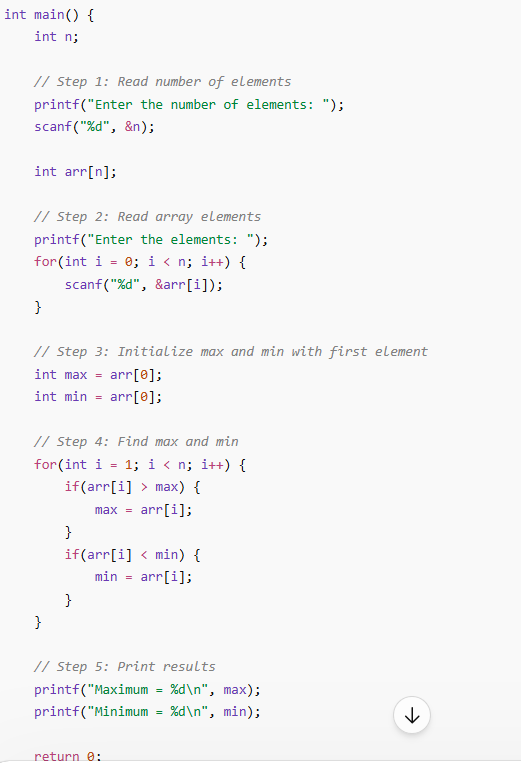 int main() {
    int n;

    // Step 1: Read number of elements
    printf("Enter the number of elements: ");
    scanf("%d", &n);

    int arr[n];

    // Step 2: Read array elements
    printf("Enter the elements: ");
    for(int i = 0; i < n; i++) {
        scanf("%d", &arr[i]);
    }

    // Step 3: Initialize max and min with first element
    int max = arr[0];
    int min = arr[0];

    // Step 4: Find max and min
    for(int i = 1; i < n; i++) {
        if(arr[i] > max) {
            max = arr[i];
        }
        if(arr[i] < min) {
            min = arr[i];
        }
    }

    // Step 5: Print results
    printf("Maximum = %d\n", max);
    printf("Minimum = %d\n", min);

    return 0;